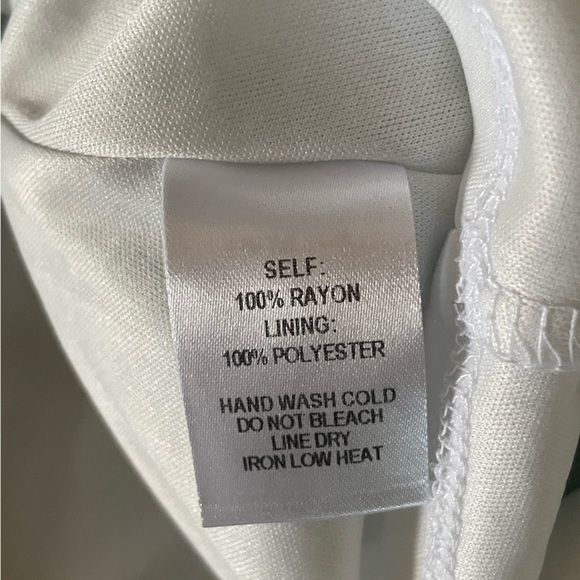 SELF:
100% RAYON
LINING:
100% POLYESTER
HAND WASH COLD
DO NOT BLEACH
LINE DRY
IRON LOW HEAT